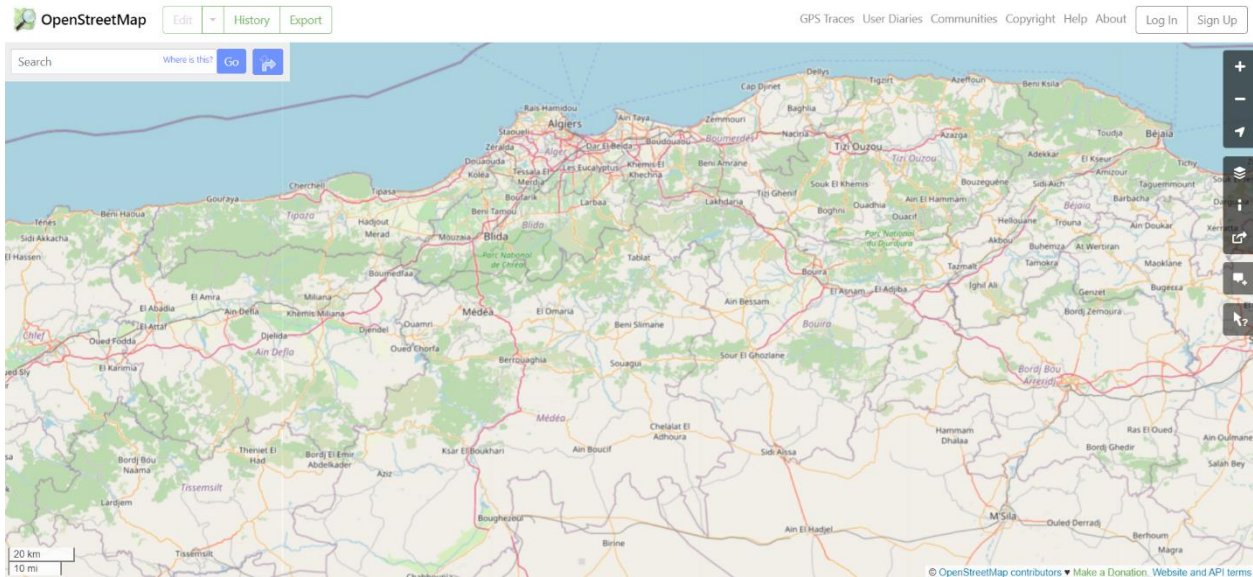 OpenStreetMap
Edit
History
Export
GPS Traces User Diaries Communities Copyright Help About
Log In
Sign Up
Search
Where is this?
Go
Dellys
Cap Djinet
Tigzirt
Azeffoun
Beni Ksila
Rais Hamidou
Algiers
Ain Taya
Zemmouri
Baghlia
Staoueli
Alger
Dar El Beida
Boudouaou
Boumerdes
Naciria
Azazga
Toudja
Béjaïa
Zeralda
Tizi Ouzou
Tizi Ouzou
Adekkar
El Kseur
Tichy
Douaouda
Kolea
Tessala El Merdja
Les Eucalyptus
Khemis El Khechna
Beni Amrane
Amizour
Cherchell
Tipasa
Boufarik
Larbaa
Lakhdaria
Tizi Ghenif
Souk El Khemis
Ain El Hammam
Bouzeguène
Sidi-Aich
Taguemmount
Gouraya
Beni Haoua
Tenes
Tipaza
Hadjout
Merad
Beni Tamou
Blida
Mouzaia
Blida
Boghni
Ouadhia
Ouacif
Béjaïa
Barbacha
Sidi Akkacha
Parc National de Chréa
Tablat
Parc National du Djurdjura
Akbou
Hellouane
Trouna
Buhemza
At Wertiran
Ain Doukar
Boumedfaa
Bouira
Tazmalt
Tamokra
Maoklane
El Amra
Miliana
El Abadia
Ain-Defla
Khemis Miliana
Médéa
El Omaria
Ain Bessam
El Asnam
El Adjiba
Ighil Ali
Genzet
Bugeεεa
Chlef
El-Attaf
Oued Fodda
Djelida
Djendel
Ouamri
Beni Slimane
Bouira
Bordj Zemoura
Ain Defla
Oued Chorfa
Berrouaghia
Souagui
Sour El Ghozlane
El Karimia
Bordj Bou Arreridj
Médéa
Chelalat El Adhoura
Hammam Dhalaa
Ras El Oued
Ain Oulmane
Theniet El Had
Bordj El Emir Abdelkader
Ksar El Boukhari
Ain Boucif
Sidi Aissa
Bordj Ghedir
Bordj Bou Naama
Aziz
Salah Bey
Tissemsilt
Lardjem
Boughezoul
M'Sila
Ouled Derradj
Ain El Hadjel
Berhoum
Birine
Magra
Tissemsilt
20 km
10 mi
© OpenStreetMap contributors ♥ Make a Donation. Website and API terms